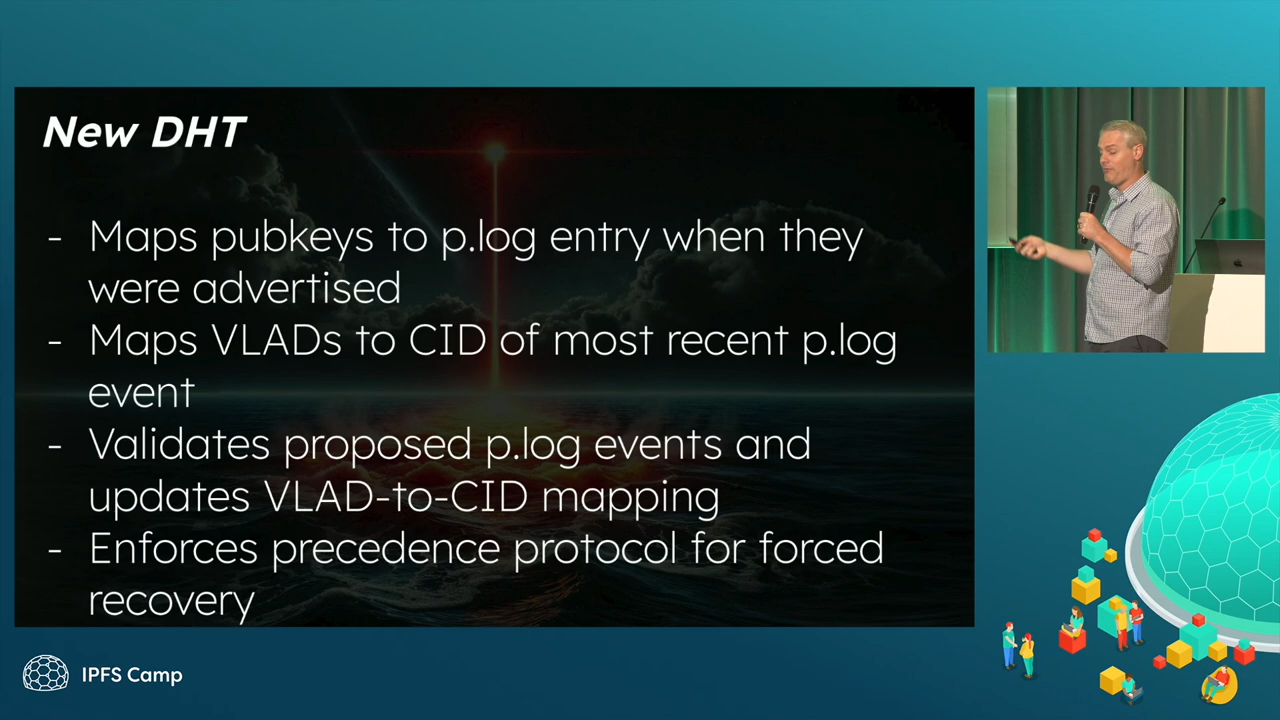 New DHT
- Maps pubkeys to p.log entry when they
were advertised
- Maps VLADs to CID of most recent p.log
event
- Validates proposed p.log events and
updates VLAD-to-CID mapping
- Enforces precedence protocol for forced
recovery
IPFS Camp